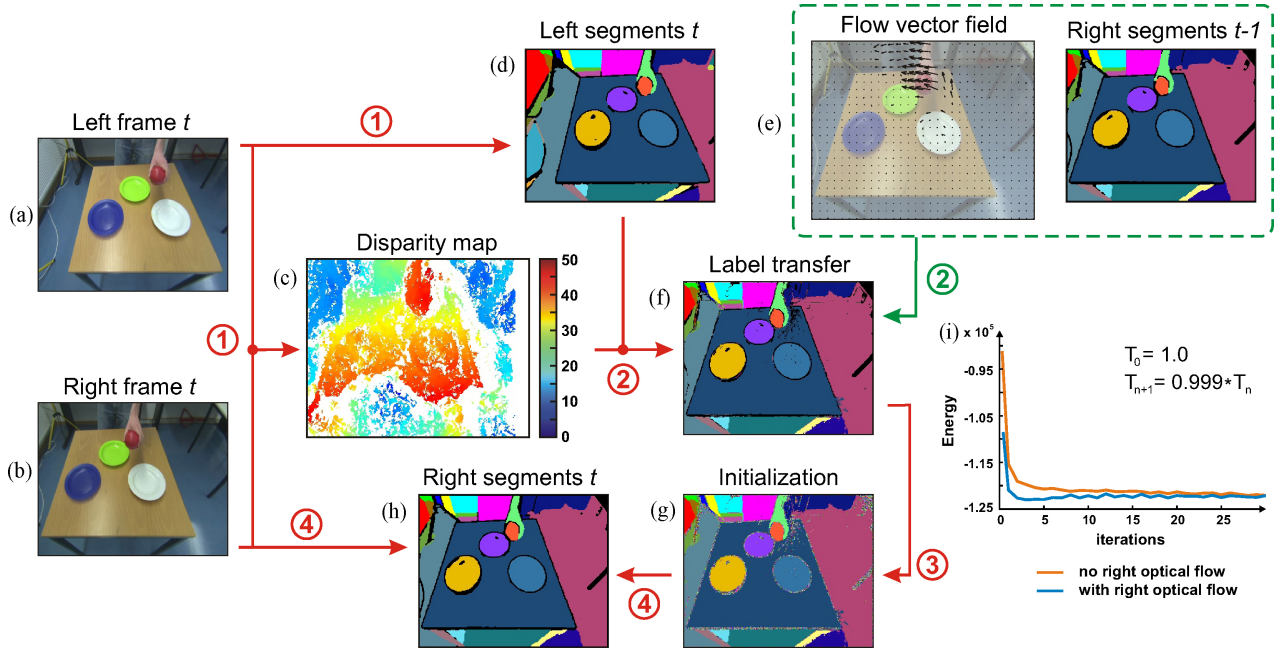 Left segments t
(d)
Flow vector field
Right segments t-1
(e)
①
Left frame t
(a)
Disparity map
(c)
50
40
30
20
10
0
①
②
Label transfer
(f)
②
Right frame t
(b)
(i)
x 10⁵
-0.95
-1.05
-1.15
-1.25
Energy
0
5
10
15
20
25
iterations
T₀ = 1.0
Tₙ₊₁ = 0.999*Tₙ
no right optical flow
with right optical flow
Right segments t
(h)
④
Initialization
(g)
③
④